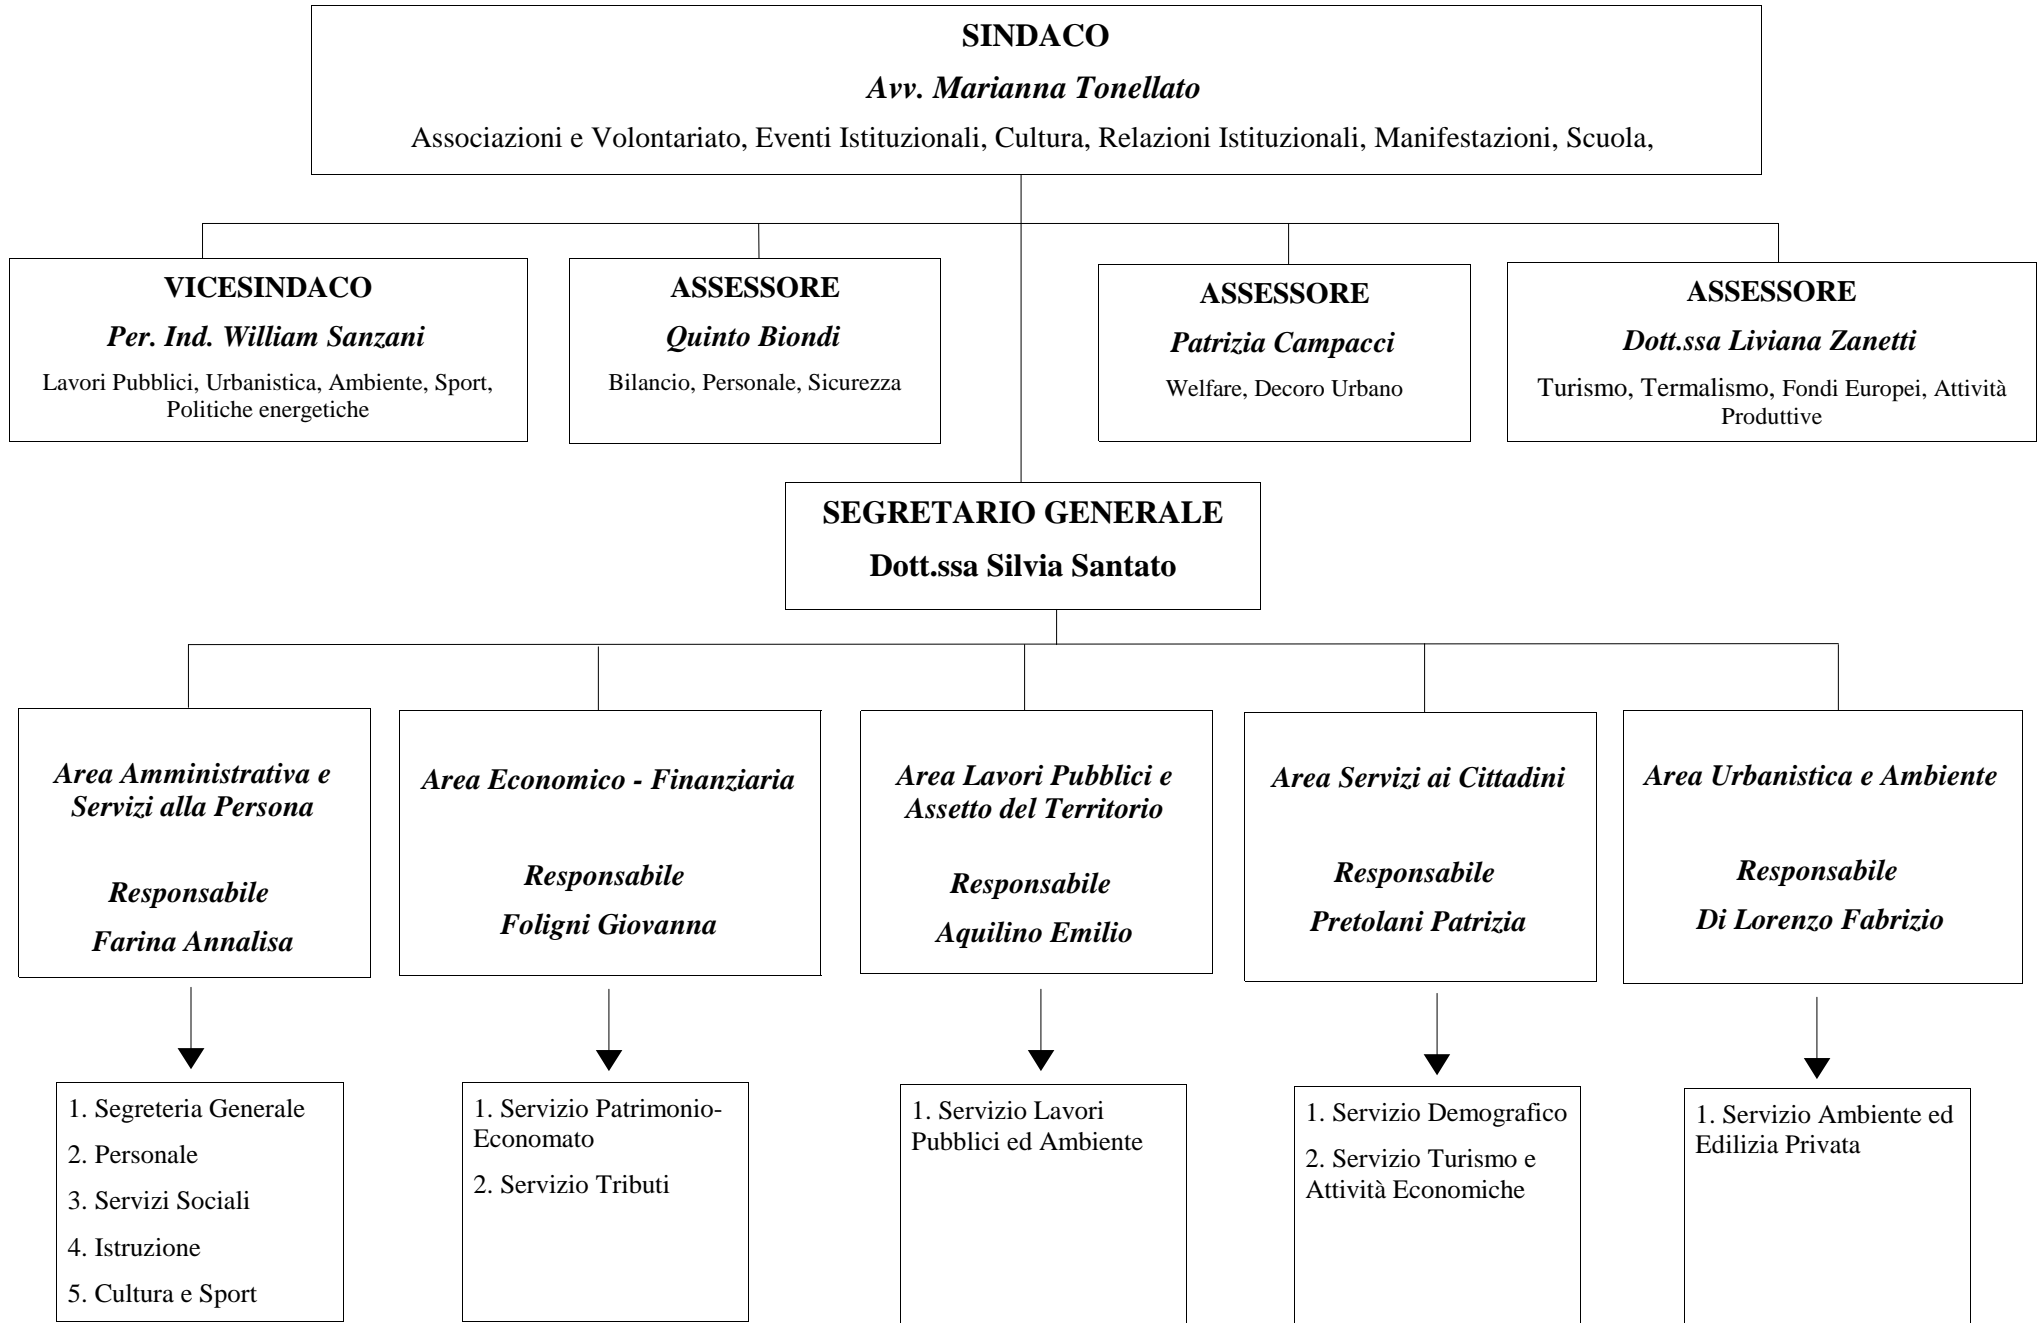 SINDACO
Avv. Marianna Tonellato
Associazioni e Volontariato, Eventi Istituzionali, Cultura, Relazioni Istituzionali, Manifestazioni, Scuola,
VICESINDACO
Per. Ind. William Sanzani
Lavori Pubblici, Urbanistica, Ambiente, Sport,
Politiche energetiche
ASSESSORE
Quinto Biondi
Bilancio, Personale, Sicurezza
ASSESSORE
Patrizia Campacci
Welfare, Decoro Urbano
ASSESSORE
Dott.ssa Liviana Zanetti
Turismo, Termalismo, Fondi Europei, Attività
Produttive
SEGRETARIO GENERALE
Dott.ssa Silvia Santato
Area Amministrativa e
Servizi alla Persona
Responsabile
Farina Annalisa
Area Economico - Finanziaria
Responsabile
Foligni Giovanna
Area Lavori Pubblici e
Assetto del Territorio
Responsabile
Aquilino Emilio
Area Servizi ai Cittadini
Responsabile
Pretolani Patrizia
Area Urbanistica e Ambiente
Responsabile
Di Lorenzo Fabrizio
1. Segreteria Generale
2. Personale
3. Servizi Sociali
4. Istruzione
5. Cultura e Sport
1. Servizio Patrimonio-
Economato
2. Servizio Tributi
1. Servizio Lavori
Pubblici ed Ambiente
1. Servizio Demografico
2. Servizio Turismo e
Attività Economiche
1. Servizio Ambiente ed
Edilizia Privata